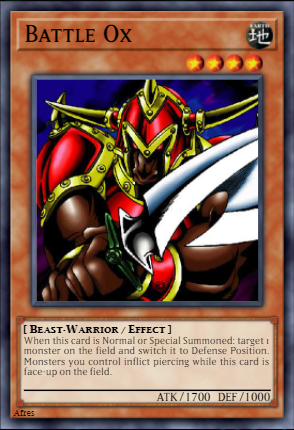 BATTLE OX
EARTH
地
[ BEAST-WARRIOR / EFFECT ]
When this card is Normal or Special Summoned: target 1
monster on the field and switch it to Defense Position.
Monsters you control inflict piercing while this card is
face-up on the field.
ATK / 1700 DEF / 1000
Afres